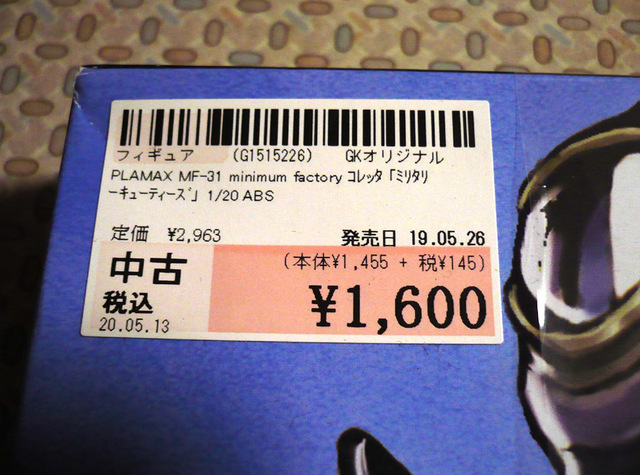 フィギュア (G1515226) GKオリジナル
PLAMAX MF-31 minimum factory コレッタ「ミリタリ
ーキューティーズ」 1/20 ABS
定価 ¥2,963 発売日 19.05.26
中古 (本体¥1,455 + 税¥145)
税込 ¥1,600
20.05.13